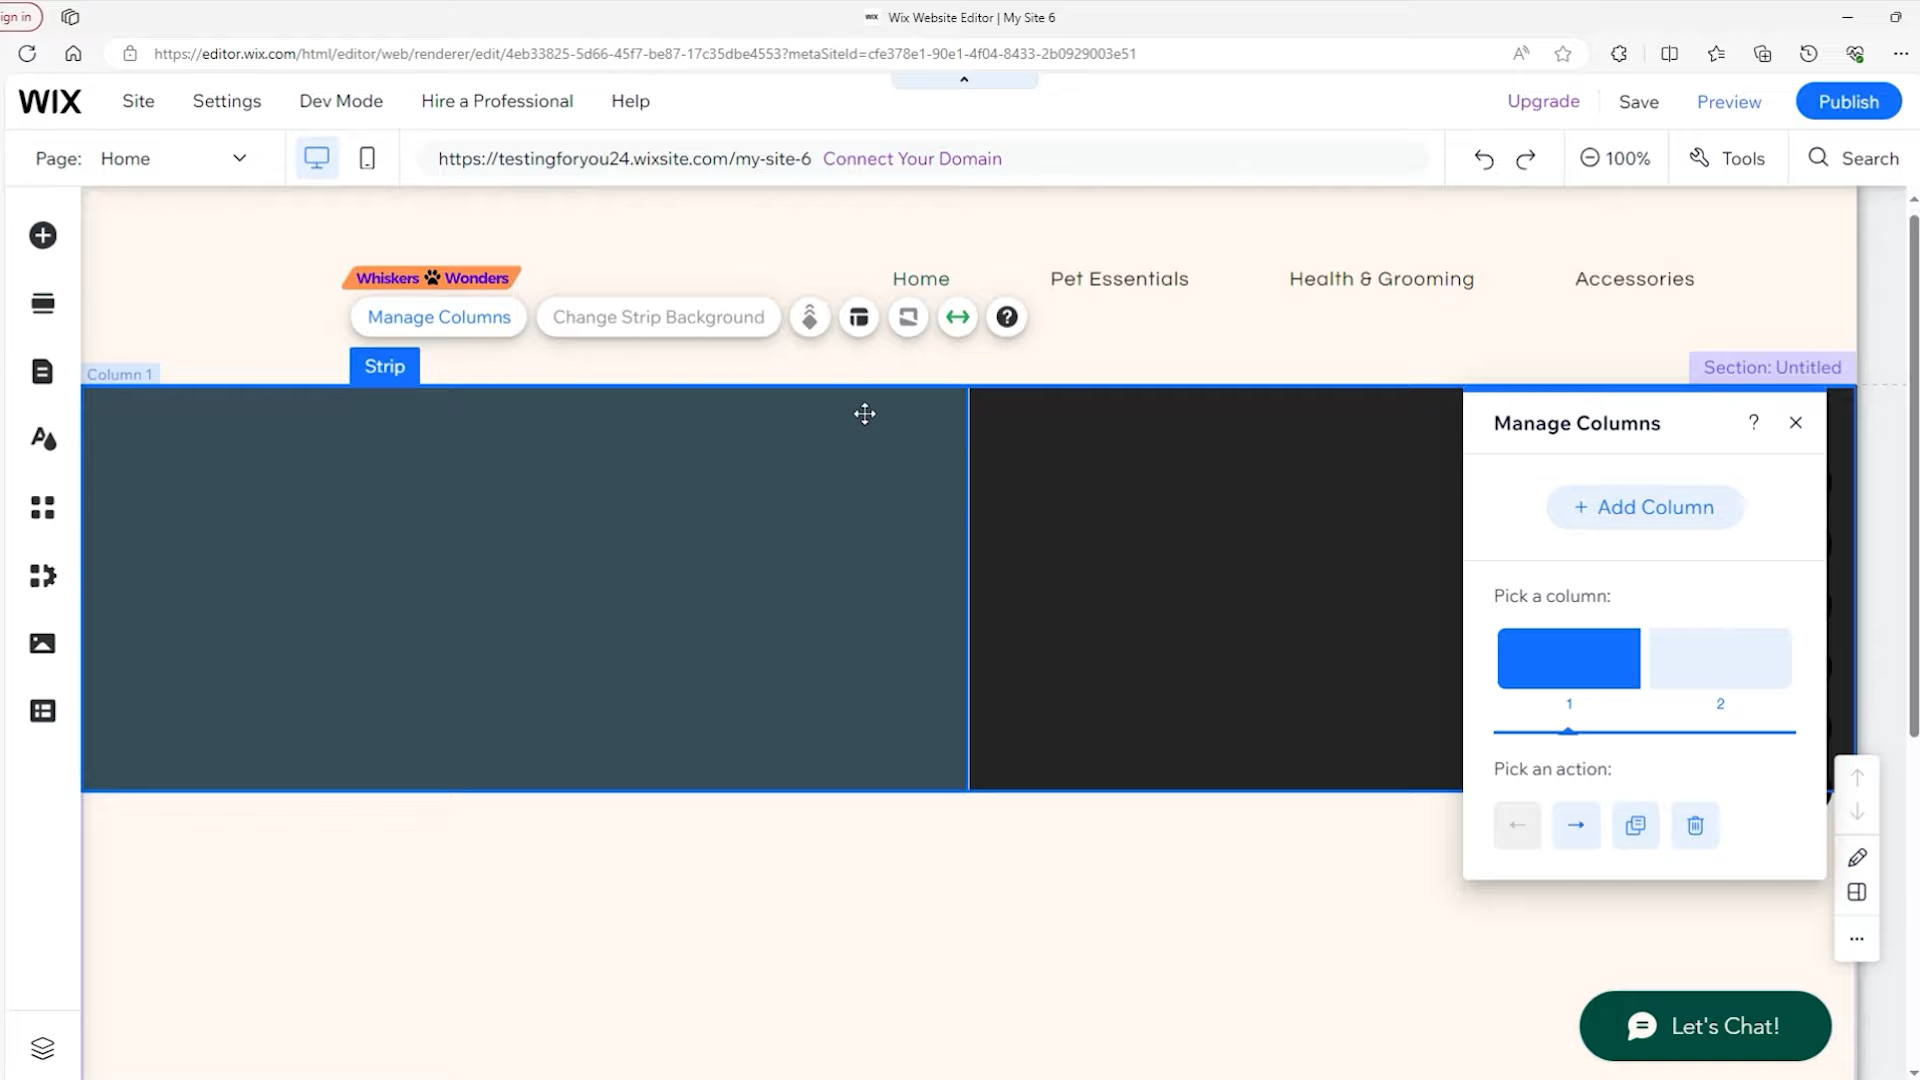 ign in
WIX Wix Website Editor | My Site 6
https://editor.wix.com/html/editor/web/renderer/edit/4eb33825-5d66-45f7-be87-17c35dbe4553?metaSiteId=cfe378e1-90e1-4f04-8433-2b0929003e51
WIX Site Settings Dev Mode Hire a Professional Help Upgrade Save Preview Publish
Page: Home https://testingforyou24.wixsite.com/my-site-6 Connect Your Domain 100% Tools Search
Whiskers Wonders Home Pet Essentials Health & Grooming Accessories
Manage Columns Change Strip Background ?
Column 1 Strip Section: Untitled
Manage Columns ?
+ Add Column
Pick a column:
1 2
Pick an action:
Let's Chat!